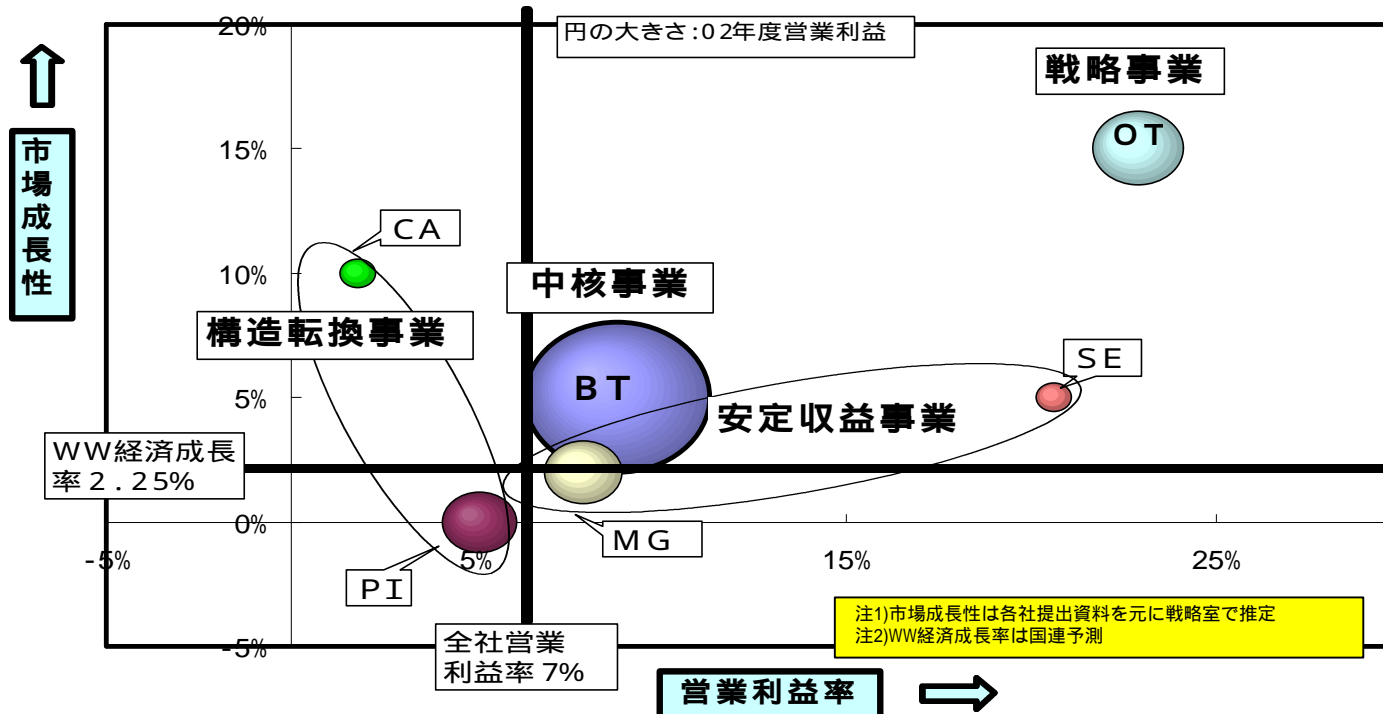 20%
円の大きさ:02年度営業利益
戦略事業
市場成長性
15%
OT
CA
10%
中核事業
構造転換事業
BT
SE
5%
安定収益事業
WW経済成長
率2.25%
0%
MG
-5%
5%
15%
25%
PI
注1)市場成長性は各社提出資料を元に戦略室で推定
注2)WW経済成長率は国連予測
全社営業
利益率7%
-5%
営業利益率